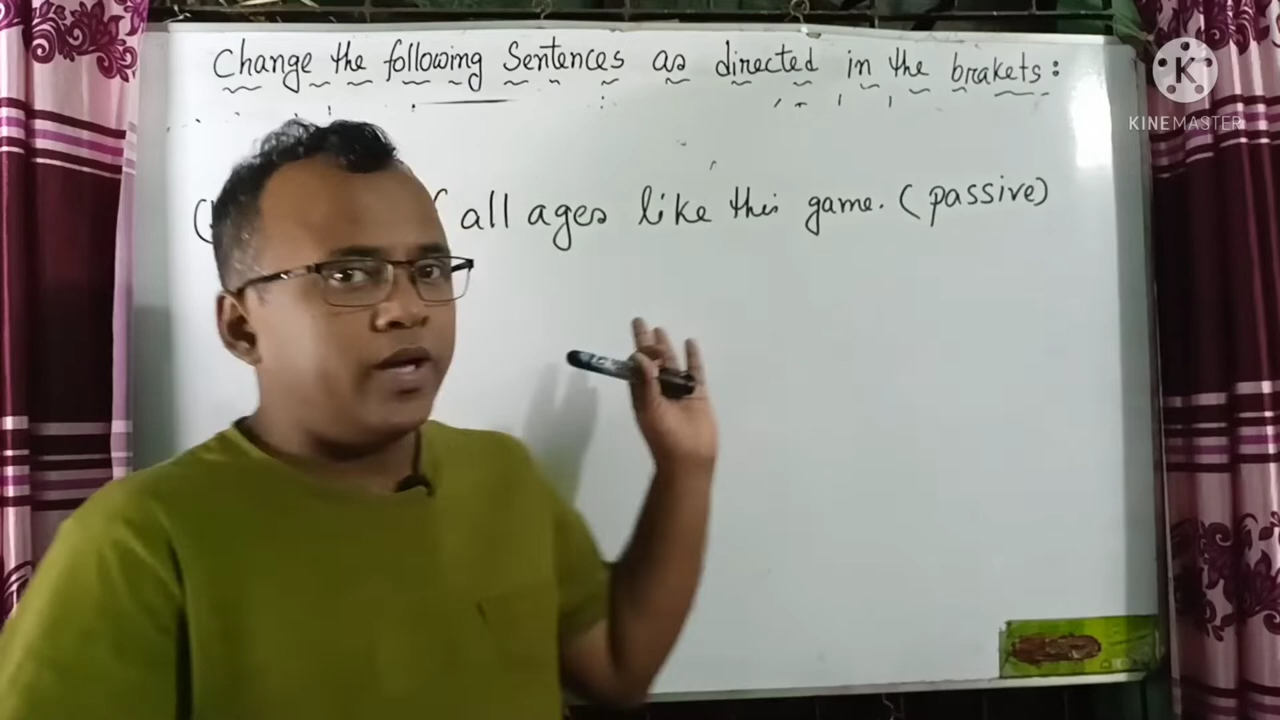 Change the following Sentences as directed in the brakets:
all ages like this game. (passive)
K
KINEMASTER